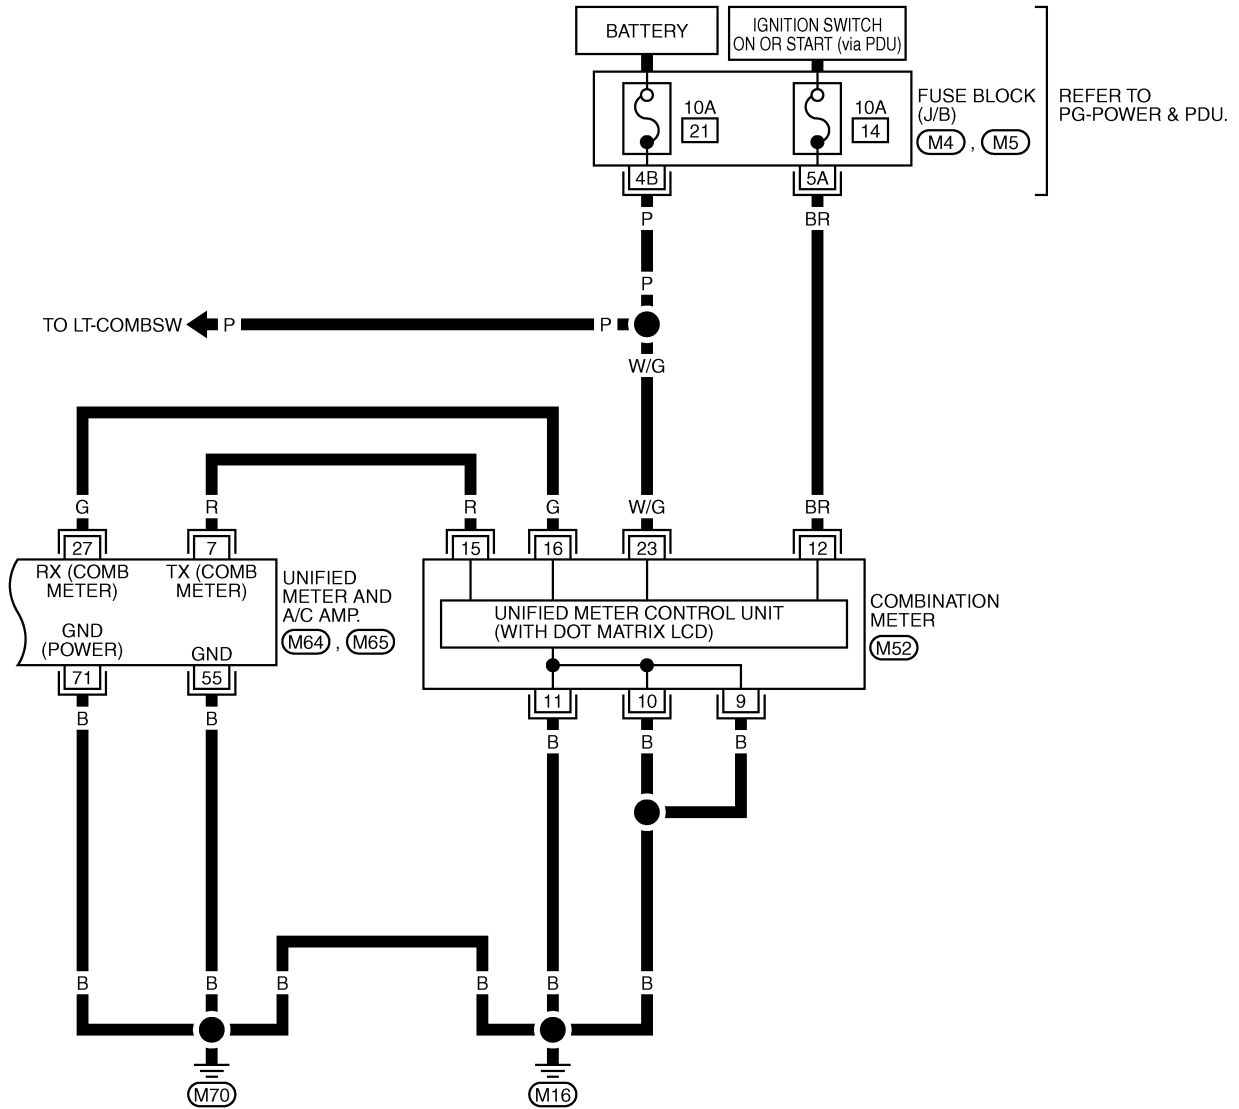 BATTERY
IGNITION SWITCH
ON OR START (via PDU)
10A
21
10A
14
FUSE BLOCK
(J/B)
M4 , M5
REFER TO
PG-POWER & PDU.
4B
5A
P
BR
P
TO LT-COMBSW
P
P
W/G
G
R
R
G
W/G
BR
27
7
15
16
23
12
RX (COMB
METER)
TX (COMB
METER)
GND
(POWER)
GND
UNIFIED
METER AND
A/C AMP.
M64 , M65
UNIFIED METER CONTROL UNIT
(WITH DOT MATRIX LCD)
COMBINATION
METER
M52
71
55
11
10
9
B
B
B
B
B
B
B
B
B
B
B
M70
M16